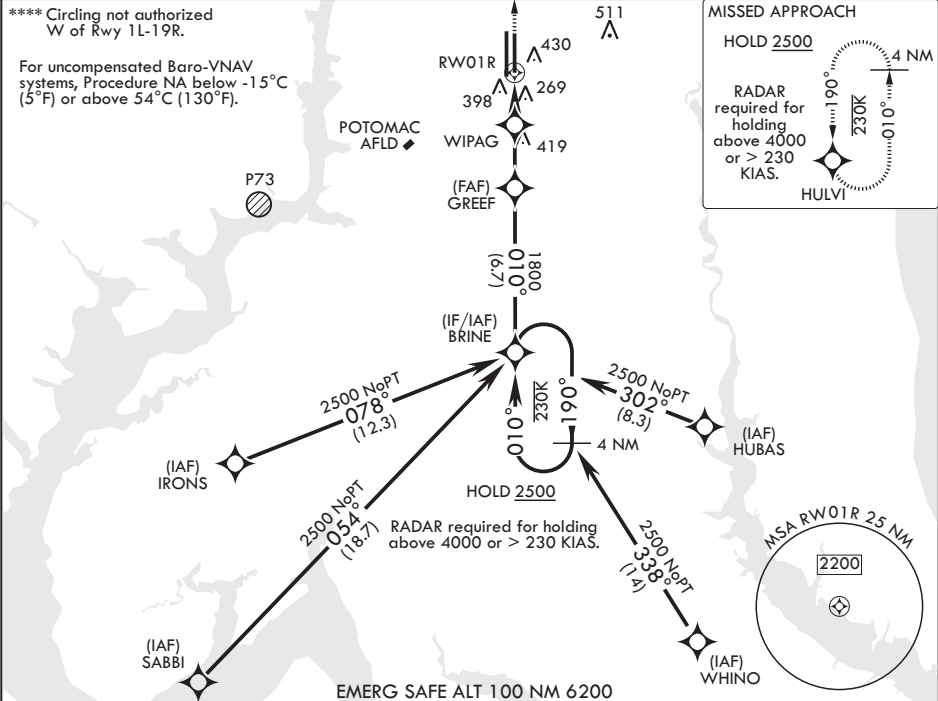 **** Circling not authorized
W of Rwy 1L-19R.
For uncompensated Baro-VNAV
systems, Procedure NA below -15°C
(5°F) or above 54°C (130°F).
511
430
RW01R
269
398
WIPAG
419
POTOMAC
AFLD
P73
(FAF)
GREEF
1800
010°
(6.7)
(IF/IAF)
BRINE
2500 NoPT
078°
(12.3)
(IAF)
IRONS
2500 NoPT
054°
(18.7)
(IAF)
SABBI
010°
230K
190°
4 NM
HOLD 2500
RADAR required for holding
above 4000 or > 230 KIAS.
2500 NoPT
302°
(8.3)
(IAF)
HUBAS
2500 NoPT
338°
(14)
(IAF)
WHINO
EMERG SAFE ALT 100 NM 6200
MISSED APPROACH
HOLD 2500
4 NM
190°
230K
010°
RADAR
required for
holding
above 4000
or > 230
KIAS.
HULVI
MSA RW01R 25 NM
2200